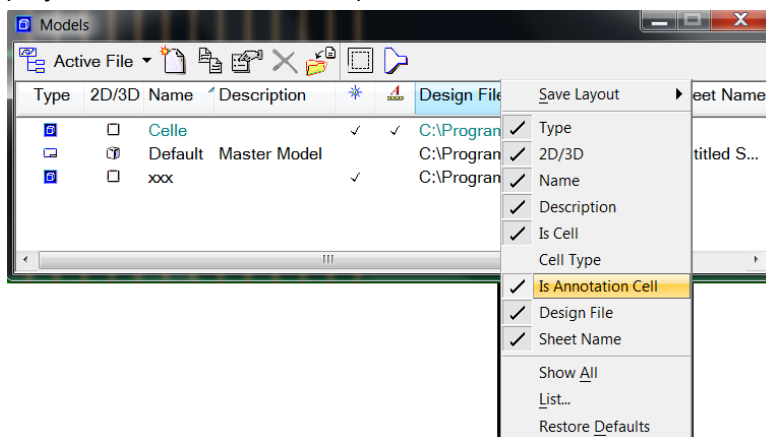 Models
Active File
Type 2D/3D Name Description Design File eet Name
Celle C:\Program
Default Master Model C:\Program titled S...
xxx C:\Program
Save Layout
Type
2D/3D
Name
Description
Is Cell
Cell Type
Is Annotation Cell
Design File
Sheet Name
Show All
List...
Restore Defaults